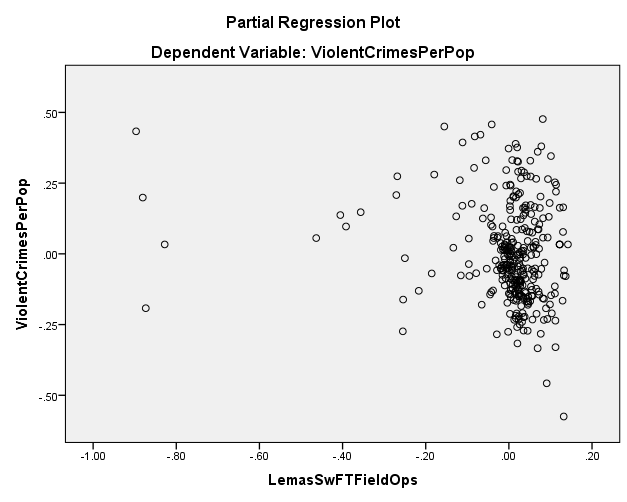 Partial Regression Plot
Dependent Variable: ViolentCrimesPerPop
ViolentCrimesPerPop
.50
.25
.00
-.25
-.50
-1.00 -.80 -.60 -.40 -.20 .00 .20
LemasSwFTFieldOps